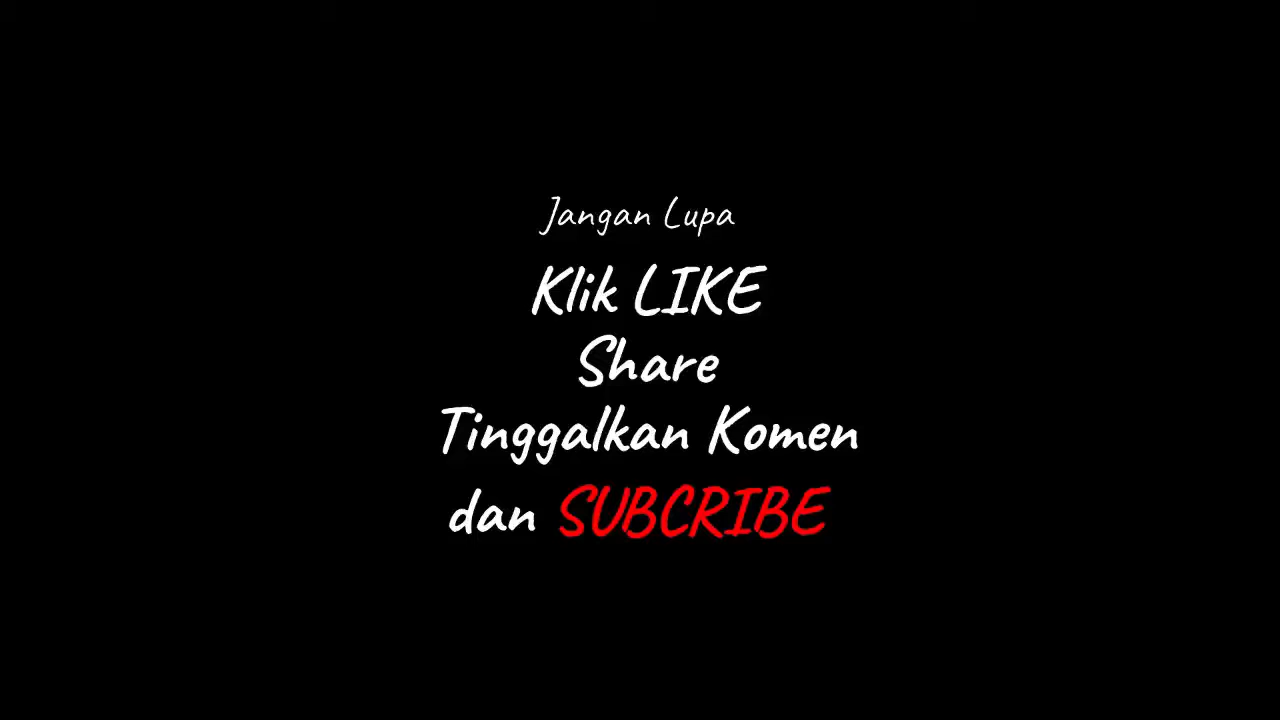 Jangan Lupa
Klik LIKE
Share
Tinggalkan Komen
dan SUBCRIBE